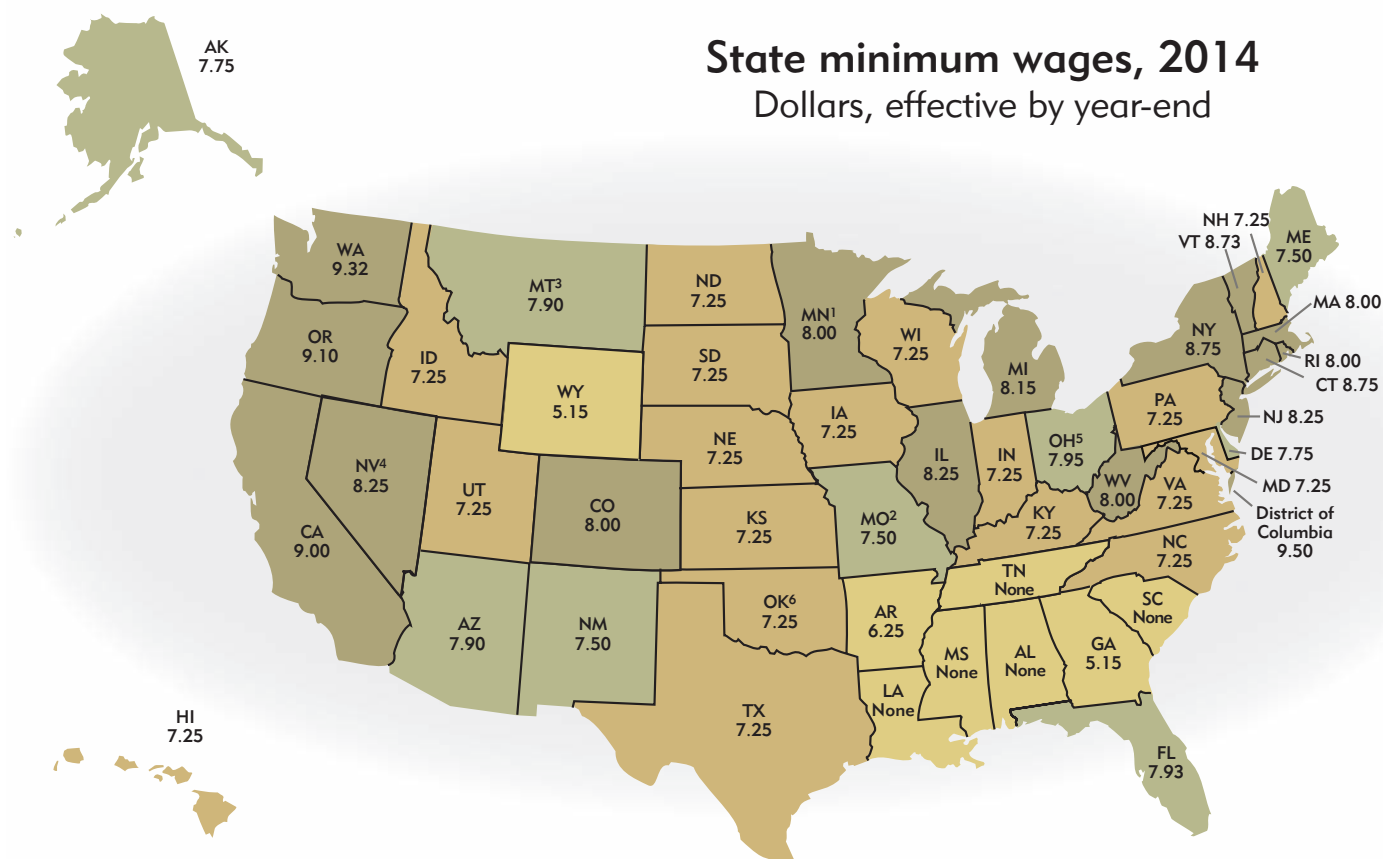 State minimum wages, 2014
Dollars, effective by year-end
AK
7.75
WA
9.32
OR
9.10
ID
7.25
MT³
7.90
WY
5.15
ND
7.25
SD
7.25
NE
7.25
MN¹
8.00
WI
7.25
IA
7.25
MI
8.15
NH 7.25
VT 8.73
ME
7.50
MA 8.00
NY
8.75
RI 8.00
CT 8.75
PA
7.25
NJ 8.25
DE 7.75
MD 7.25
District of
Columbia
9.50
NV⁴
8.25
CA
9.00
UT
7.25
CO
8.00
KS
7.25
MO²
7.50
IL
8.25
IN
7.25
OH⁵
7.95
WV
8.00
VA
7.25
KY
7.25
NC
7.25
TN
None
SC
None
AZ
7.90
NM
7.50
OK⁶
7.25
AR
6.25
MS
None
AL
None
GA
5.15
LA
None
TX
7.25
FL
7.93
HI
7.25